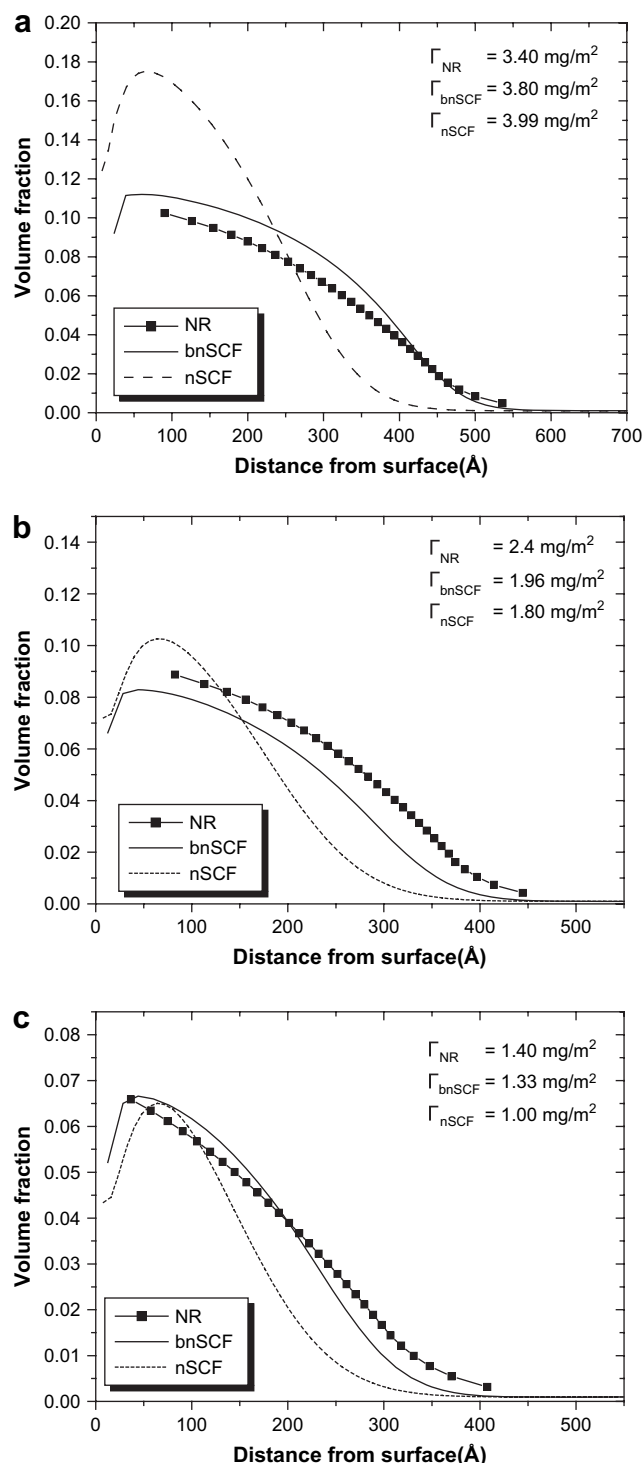 a
0.20
0.18
0.16
0.14
0.12
0.10
0.08
0.06
0.04
0.02
0.00
Volume fraction
Γ_NR = 3.40 mg/m²
Γ_bnSCF = 3.80 mg/m²
Γ_nSCF = 3.99 mg/m²
NR
bnSCF
nSCF
0 100 200 300 400 500 600 700
Distance from surface(Å)
b
0.14
0.12
0.10
0.08
0.06
0.04
0.02
0.00
Volume fraction
Γ_NR = 2.4 mg/m²
Γ_bnSCF = 1.96 mg/m²
Γ_nSCF = 1.80 mg/m²
NR
bnSCF
nSCF
0 100 200 300 400 500
Distance from surface(Å)
c
0.08
0.07
0.06
0.05
0.04
0.03
0.02
0.01
0.00
Volume fraction
Γ_NR = 1.40 mg/m²
Γ_bnSCF = 1.33 mg/m²
Γ_nSCF = 1.00 mg/m²
NR
bnSCF
nSCF
0 100 200 300 400 500
Distance from surface(Å)